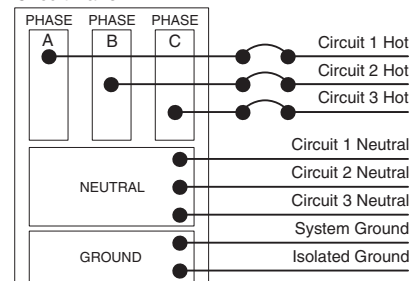 PHASE PHASE PHASE
A B C
Circuit 1 Hot
Circuit 2 Hot
Circuit 3 Hot
Circuit 1 Neutral
NEUTRAL
Circuit 2 Neutral
Circuit 3 Neutral
System Ground
GROUND
Isolated Ground